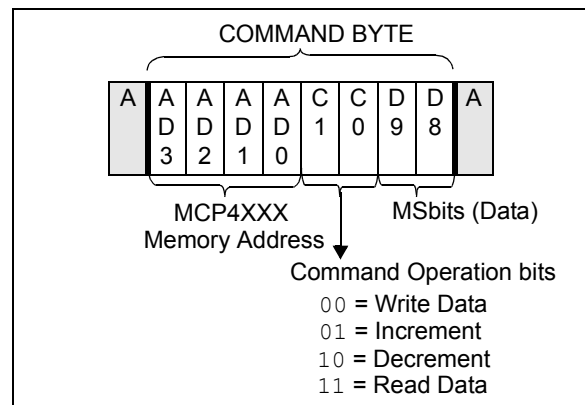 COMMAND BYTE
A A A A A C C D D A
D D D D 1 0 9 8
3 2 1 0
MCP4XXX
Memory Address
MSbits (Data)
Command Operation bits
00 = Write Data
01 = Increment
10 = Decrement
11 = Read Data